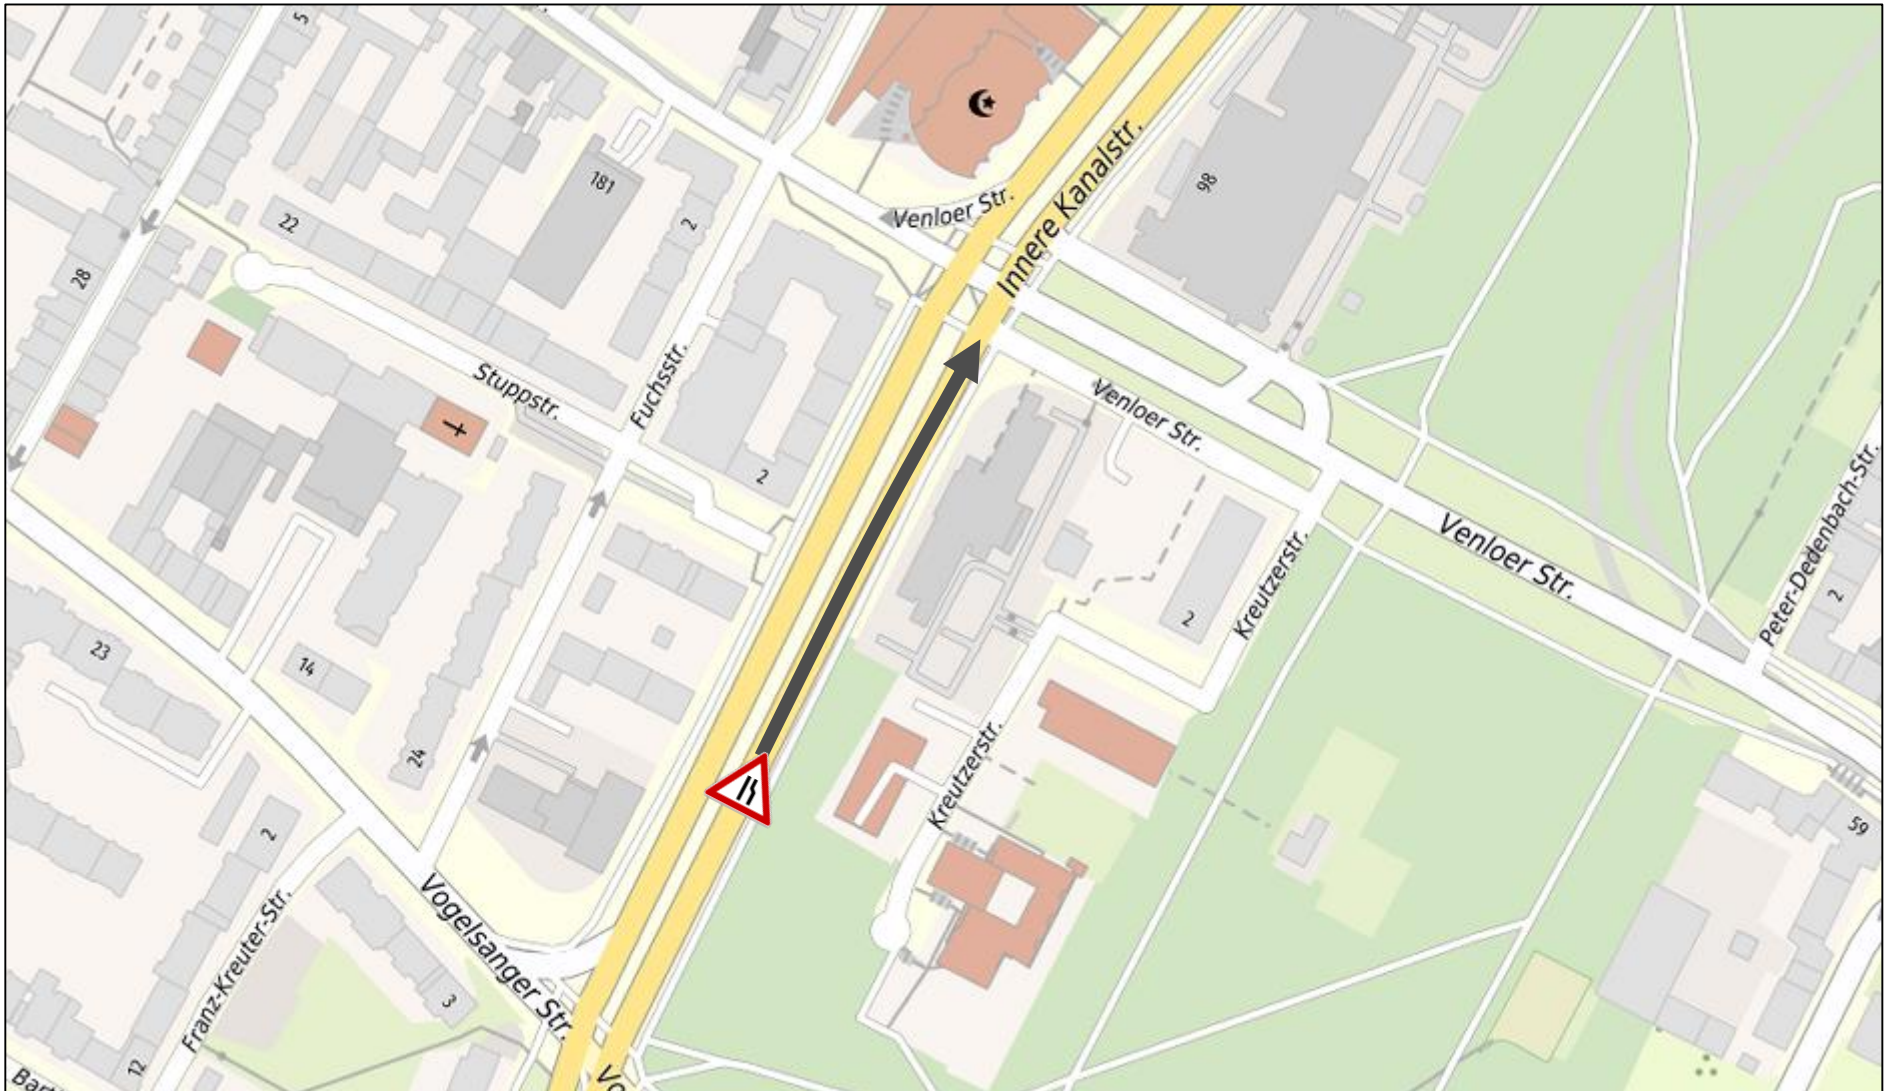 5
181
2
22
28
Venloer Str.
Innere Kanalstr.
98
Stuppstr.
Fuchsstr.
2
Venloer Str.
Venloer Str.
Peter-Dedenbach-Str.
2
Kreutzerstr.
2
23
14
24
Kreutzerstr.
2
59
Vogelsanger Str.
Franz-Kreuter-Str.
3
12